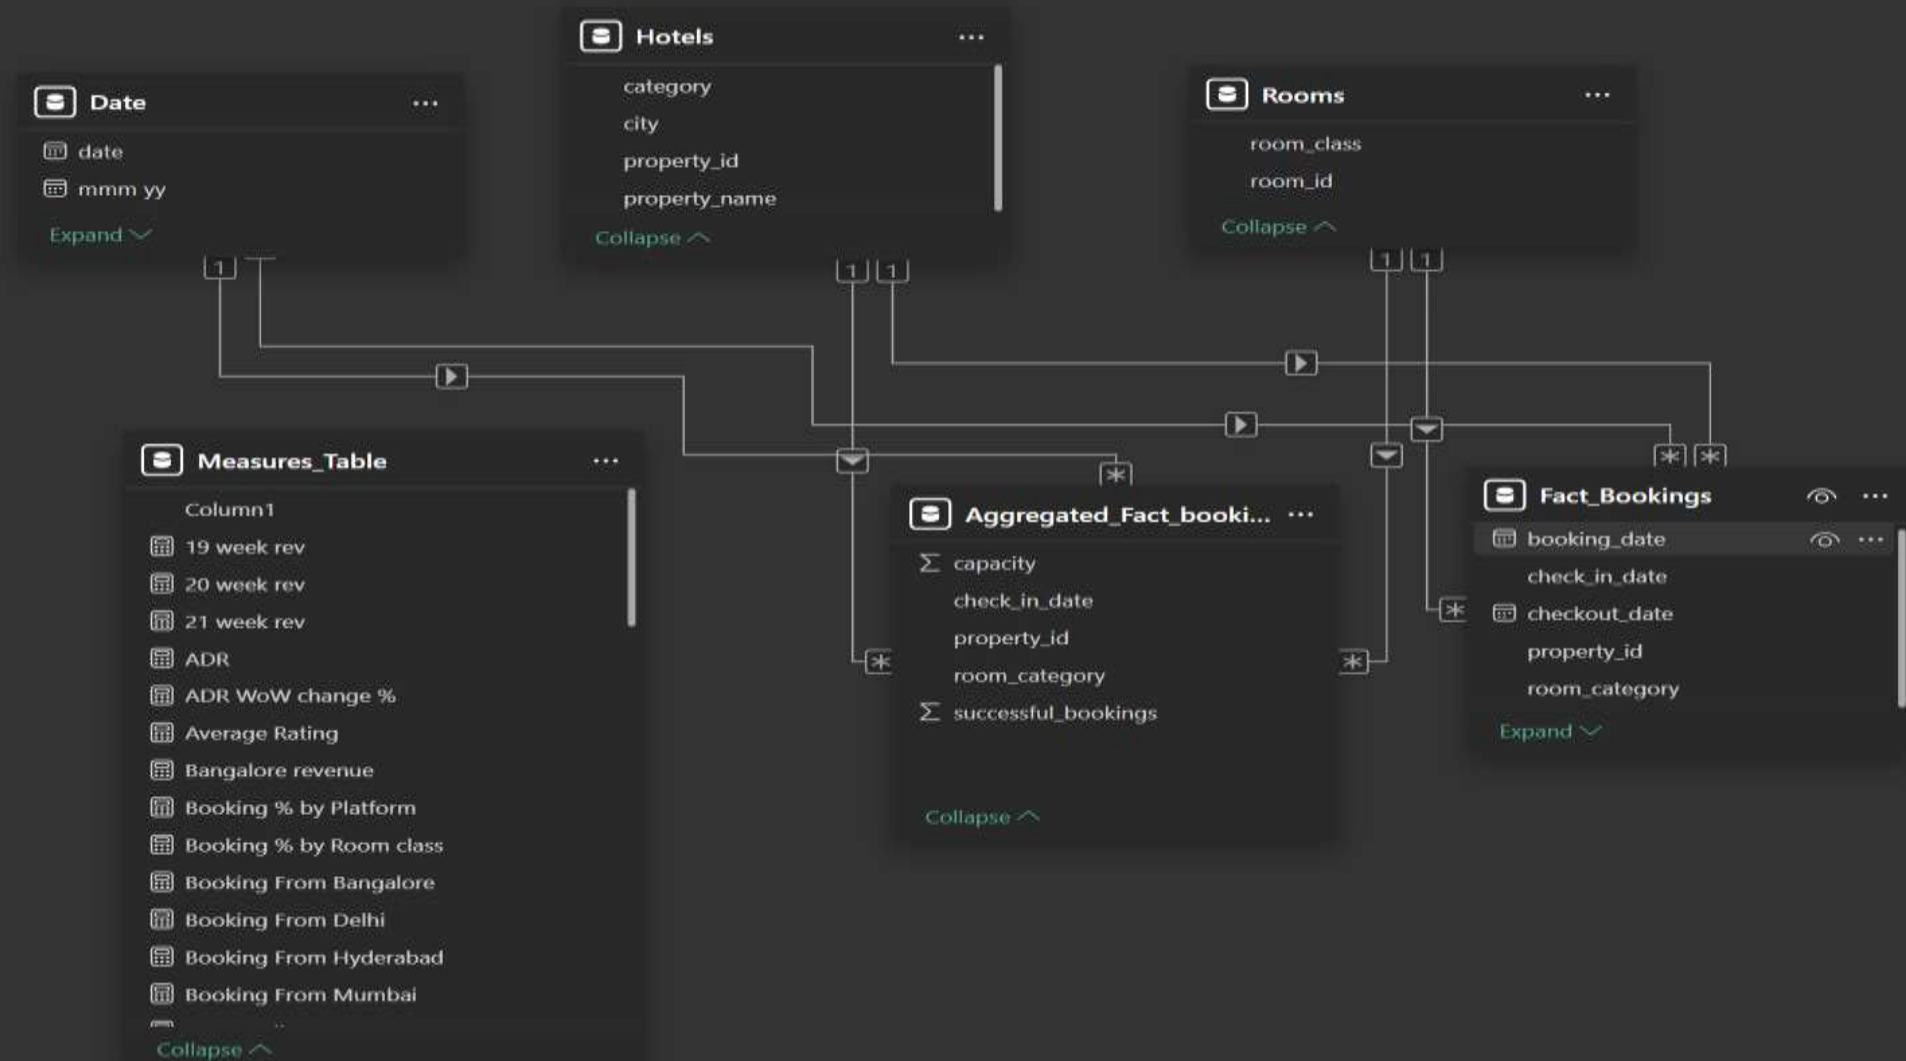 Date
date
mmm yy
Expand
Hotels
category
city
property_id
property_name
Collapse
Rooms
room_class
room_id
Collapse
1
1
1
1
1
*
*
*
*
*
*
Measures_Table
Column1
19 week rev
20 week rev
21 week rev
ADR
ADR WoW change %
Average Rating
Bangalore revenue
Booking % by Platform
Booking % by Room class
Booking From Bangalore
Booking From Delhi
Booking From Hyderabad
Booking From Mumbai
Collapse
Aggregated_Fact_booki...
Σ capacity
check_in_date
property_id
room_category
Σ successful_bookings
Collapse
Fact_Bookings
booking_date
check_in_date
checkout_date
property_id
room_category
Expand